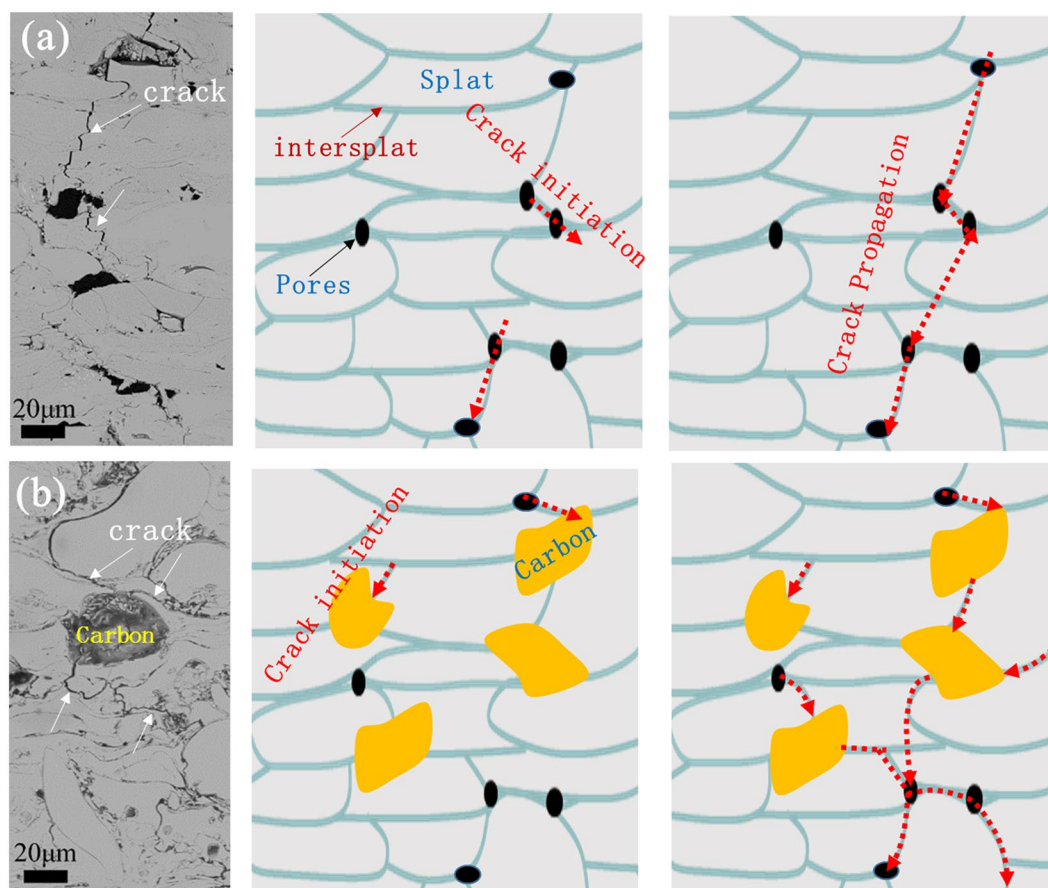 (a)
crack
20μm
Splat
intersplat
Crack initiation
Pores
Crack Propagation
(b)
crack
Carbon
20μm
Crack initiation
Carbon